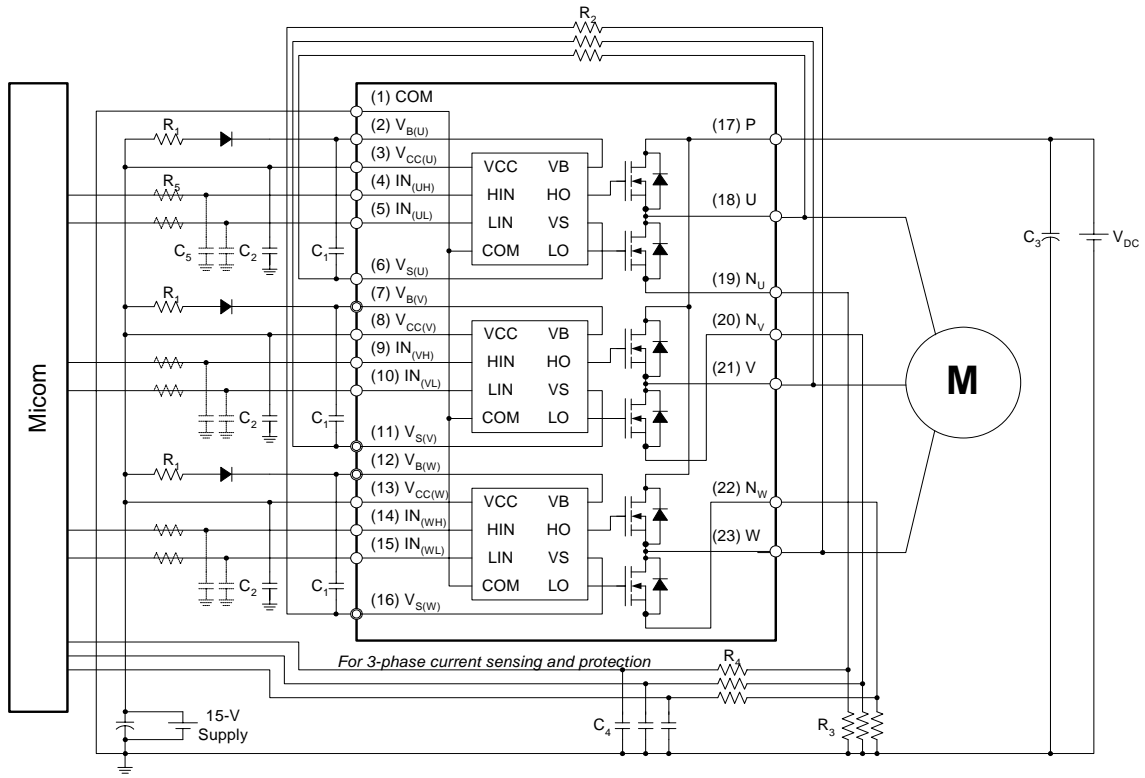 R2
Micom
(1) COM
R1
(2) VB(U)
(3) VCC(U)
R5
(4) IN(UH)
(5) IN(UL)
C5
C2
C1
(6) VS(U)
VCC VB
HIN HO
LIN VS
COM LO
(17) P
(18) U
(19) NU
C3
VDC
R1
(7) VB(V)
(8) VCC(V)
(9) IN(VH)
(10) IN(VL)
C2
C1
(11) VS(V)
VCC VB
HIN HO
LIN VS
COM LO
(20) NV
(21) V
M
R1
(12) VB(W)
(13) VCC(W)
(14) IN(WH)
(15) IN(WL)
C2
C1
(16) VS(W)
VCC VB
HIN HO
LIN VS
COM LO
(22) NW
(23) W
For 3-phase current sensing and protection
R4
15-V
Supply
C4
R3